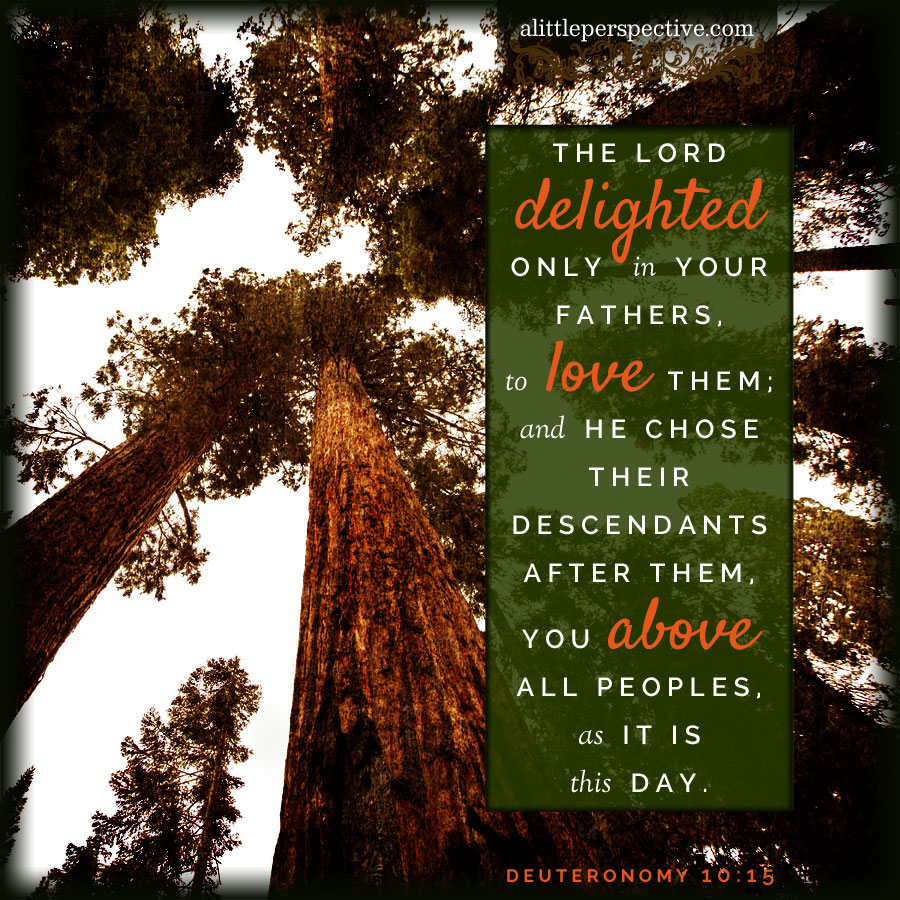 alittleperspective.com
THE LORD
delighted
ONLY in YOUR
FATHERS,
to love THEM;
and HE CHOSE
THEIR
DESCENDANTS
AFTER THEM,
YOU above
ALL PEOPLES,
as IT IS
this DAY.
DEUTERONOMY 10:15